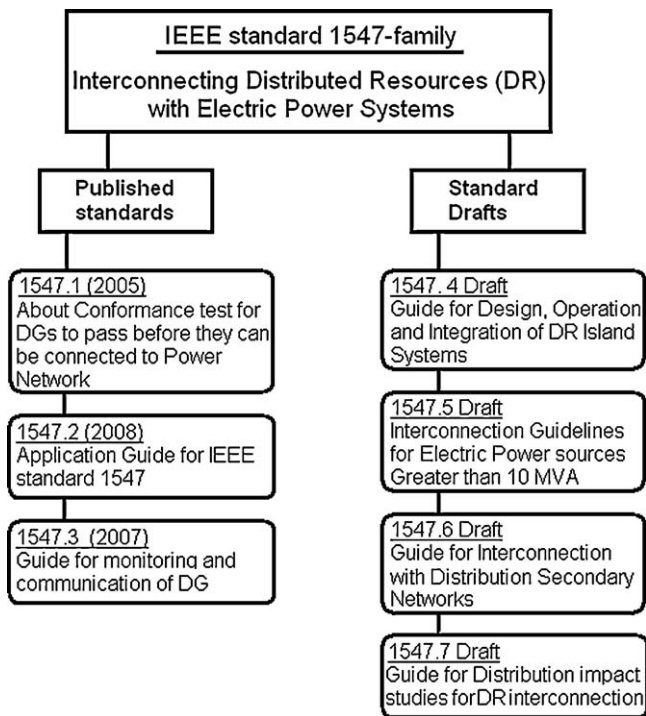 IEEE standard 1547-family
Interconnecting Distributed Resources (DR)
with Electric Power Systems
Published
standards
1547.1 (2005)
About Conformance test for
DGs to pass before they can
be connected to Power
Network
1547.2 (2008)
Application Guide for IEEE
standard 1547
1547.3 (2007)
Guide for monitoring and
communication of DG
Standard
Drafts
1547.4 Draft
Guide for Design, Operation
and Integration of DR Island
Systems
1547.5 Draft
Interconnection Guidelines
for Electric Power sources
Greater than 10 MVA
1547.6 Draft
Guide for Interconnection
with Distribution Secondary
Networks
1547.7 Draft
Guide for Distribution impact
studies for DR interconnection